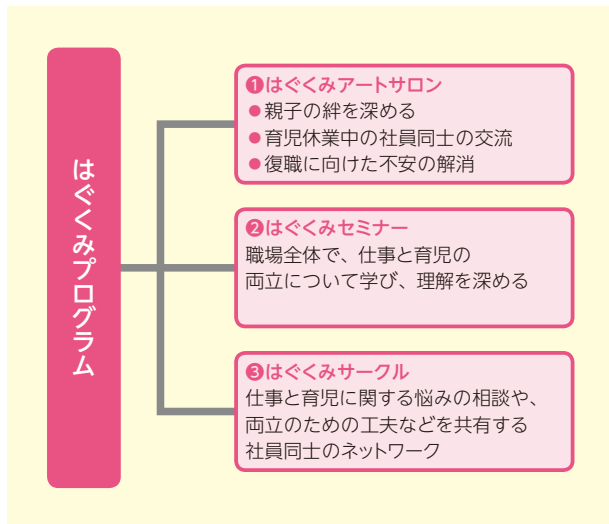 はぐくみプログラム
❶はぐくみアートサロン
●親子の絆を深める
●育児休業中の社員同士の交流
●復職に向けた不安の解消
❷はぐくみセミナー
職場全体で、仕事と育児の
両立について学び、理解を深める
❸はぐくみサークル
仕事と育児に関する悩みの相談や、
両立のための工夫などを共有する
社員同士のネットワーク